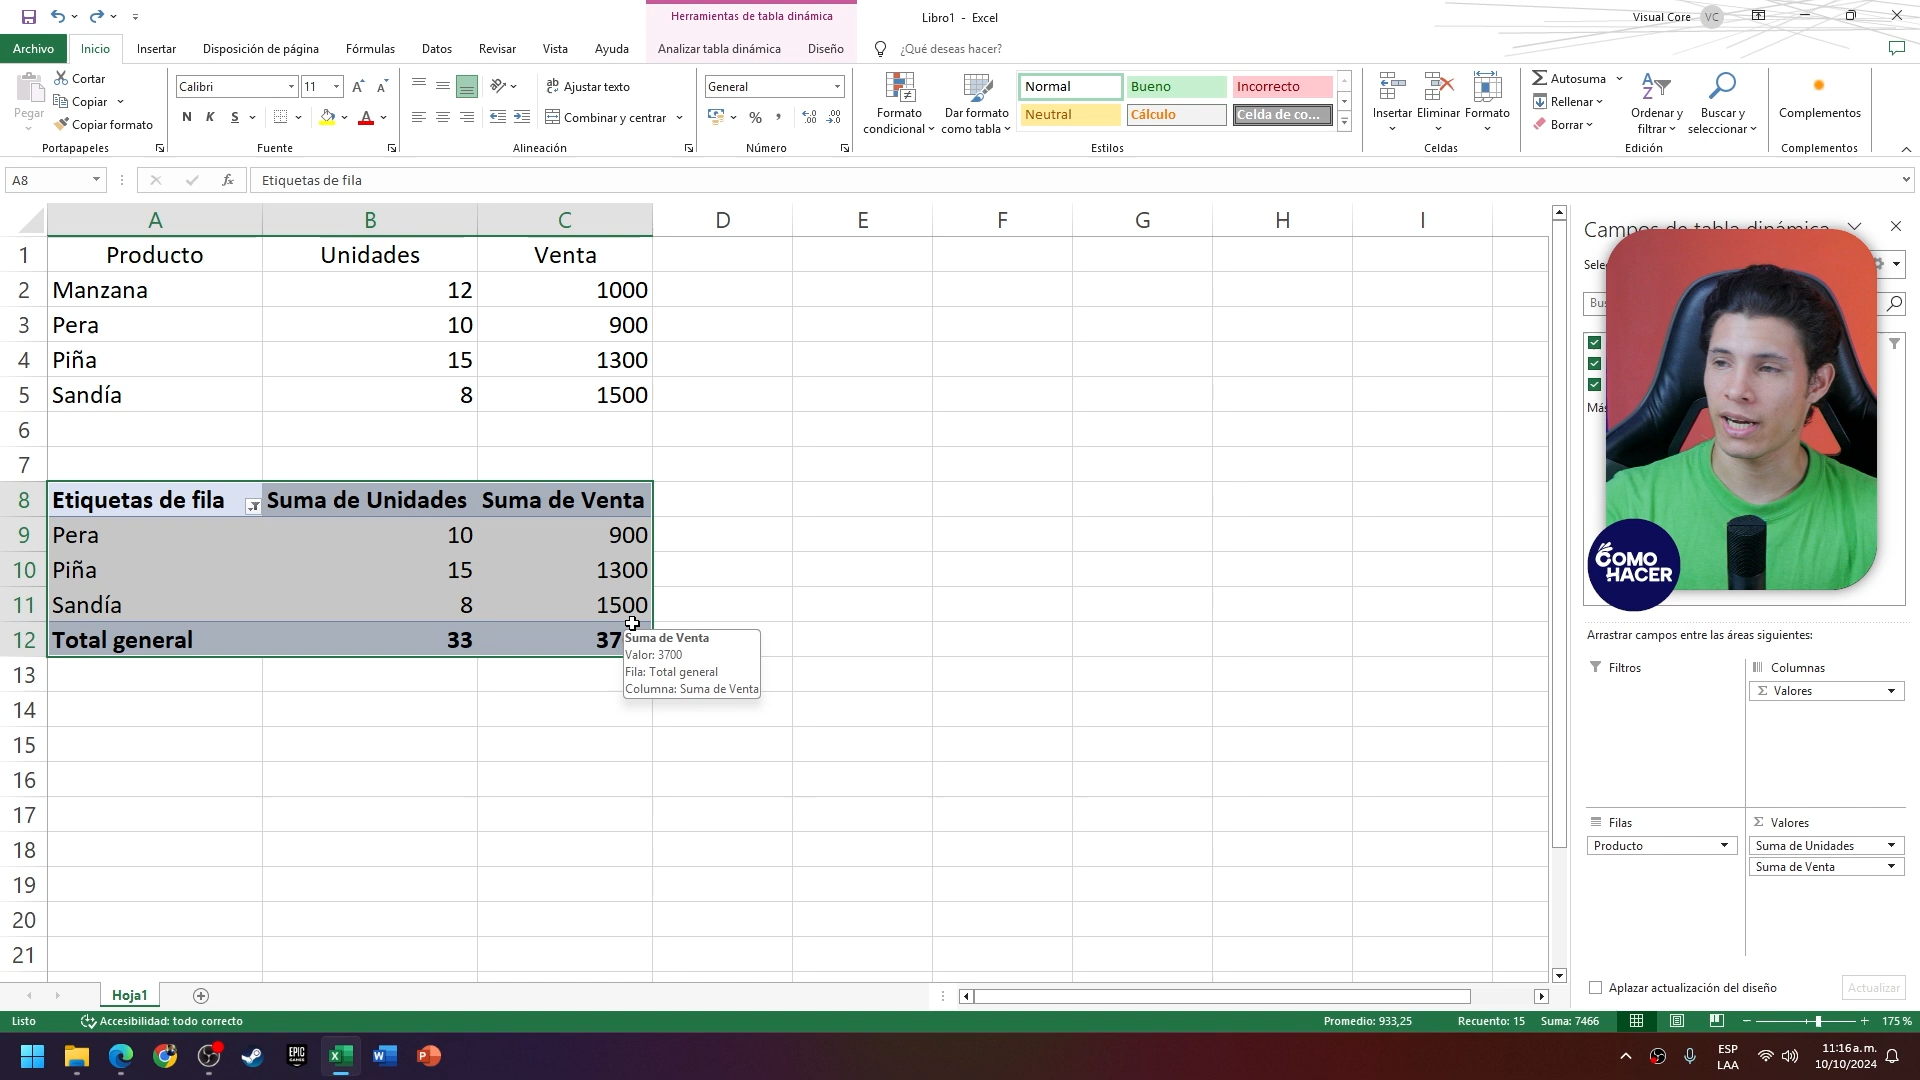 Herramientas de tabla dinámica
Libro1 - Excel
Visual Core
VC
Archivo
Inicio
Insertar
Disposición de página
Fórmulas
Datos
Revisar
Vista
Ayuda
Analizar tabla dinámica
Diseño
¿Qué deseas hacer?
Pegar
Cortar
Copiar
Copiar formato
Portapapeles
Calibri
11
N K S
Fuente
Ajustar texto
Combinar y centrar
Alineación
General
Número
Formato condicional
Dar formato como tabla
Normal
Bueno
Incorrecto
Neutral
Cálculo
Celda de co...
Estilos
Insertar
Eliminar
Formato
Celdas
Autosuma
Rellenar
Borrar
Ordenar y filtrar
Buscar y seleccionar
Edición
Complementos
Complementos
A8
fx
Etiquetas de fila
A B C D E F G H I
1 Producto Unidades Venta
2 Manzana 12 1000
3 Pera 10 900
4 Piña 15 1300
5 Sandía 8 1500
6
7
8 Etiquetas de fila Suma de Unidades Suma de Venta
9 Pera 10 900
10 Piña 15 1300
11 Sandía 8 1500
12 Total general 33 37
13
14
15
16
17
18
19
20
21
Suma de Venta
Valor: 3700
Fila: Total general
Columna: Suma de Venta
Campos de tabla dinámica
COMO
HACER
Arrastrar campos entre las áreas siguientes:
Filtros
Columnas
Valores
Filas
Valores
Producto
Suma de Unidades
Suma de Venta
Aplazar actualización del diseño
Actualizar
Hoja1
Listo
Accesibilidad: todo correcto
Promedio: 933,25
Recuento: 15
Suma: 7466
175 %
EPIC
GAMES
ESP
LAA
11:16 a. m.
10/10/2024